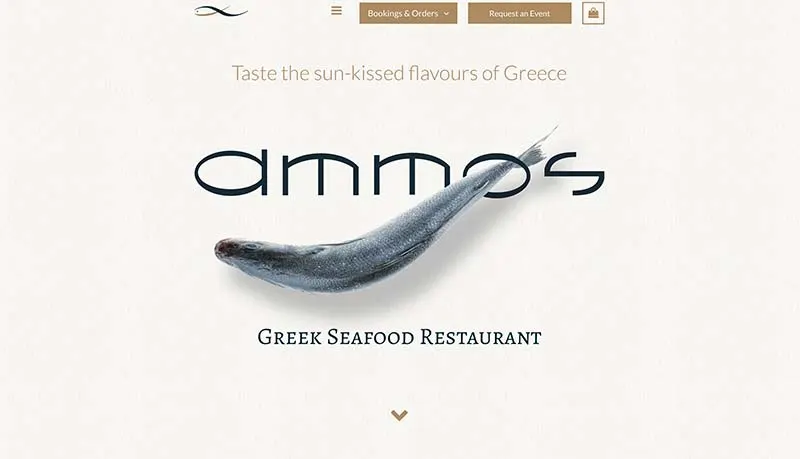 Bookings & Orders
Request an Event
Taste the sun-kissed flavours of Greece
ammos
Greek Seafood Restaurant